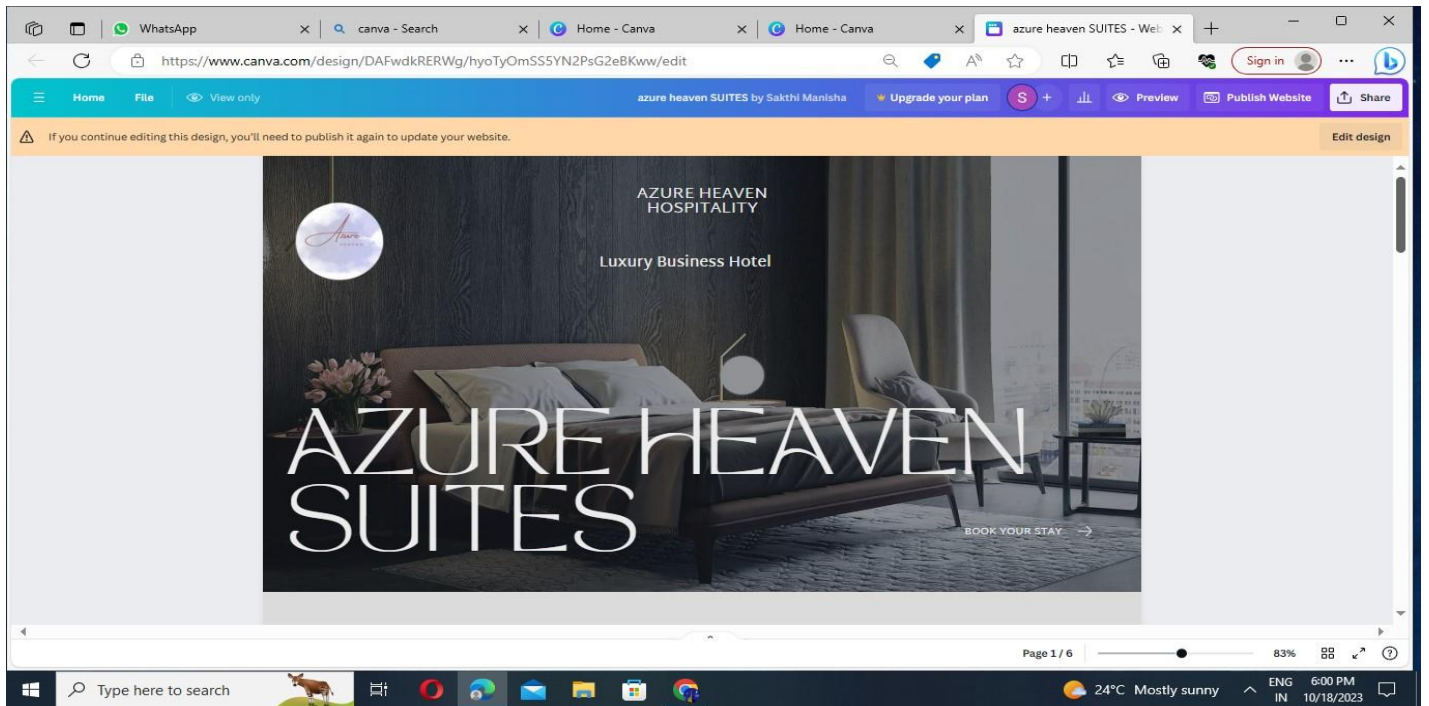 WhatsApp
canva - Search
Home - Canva
Home - Canva
azure heaven SUITES - Web
https://www.canva.com/design/DAFwdkRERWg/hyoTyOmSS5YN2PsG2eBKww/edit
Sign in
Home
File
View only
azure heaven SUITES by Sakthi Manisha
Upgrade your plan
S
Preview
Publish Website
Share
If you continue editing this design, you'll need to publish it again to update your website.
Edit design
Azure
AZURE HEAVEN
HOSPITALITY
Luxury Business Hotel
AZURE HEAVEN
SUITES
BOOK YOUR STAY →
Page 1 / 6
83%
Type here to search
24°C Mostly sunny
ENG
IN
6:00 PM
10/18/2023